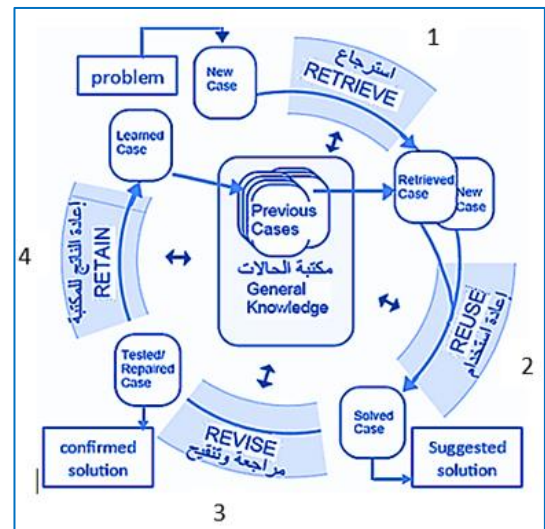 1
problem
New
Case
استرجاع
RETRIEVE
Learned
Case
Retrieved
Case
New
Case
Previous
Cases
مكتبة الحالات
General
Knowledge
4
إعادة الناتج للمكتبة
RETAIN
REUSE
إعادة استخدام
2
Tested/
Repaired
Case
Solved
Case
REVISE
مراجعة وتنقيح
confirmed
solution
Suggested
solution
3